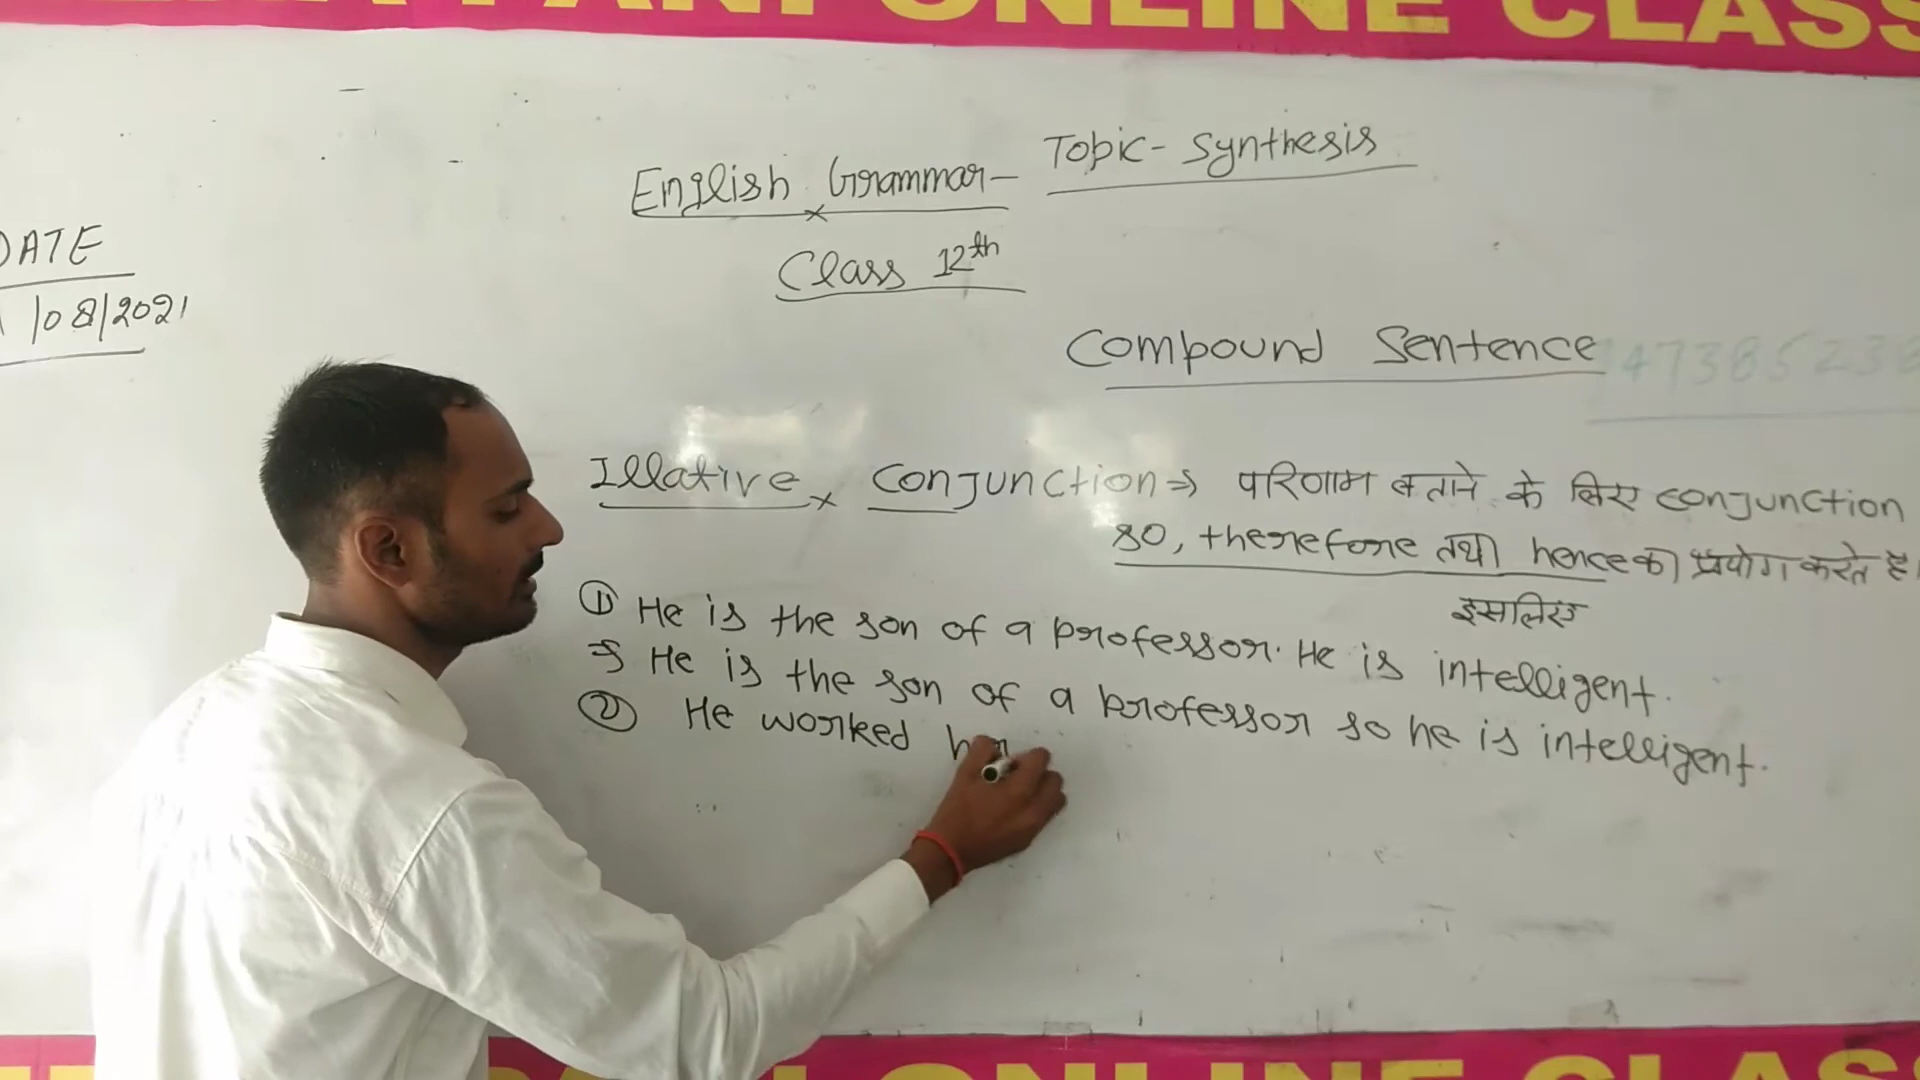 PANI ONLINE CLASS
Topic- Synthesis
English Grammar-
Class 12th
DATE
/08/2021
Compound Sentence
Illative Conjunction ⇒ परिणाम बताने के लिए conjunction
so, therefore तथा hence का प्रयोग करते है।
इसलिए
① He is the son of a professor. He is intelligent.
⇒ He is the son of a professor so he is intelligent.
② He worked
ONLINE CLASS